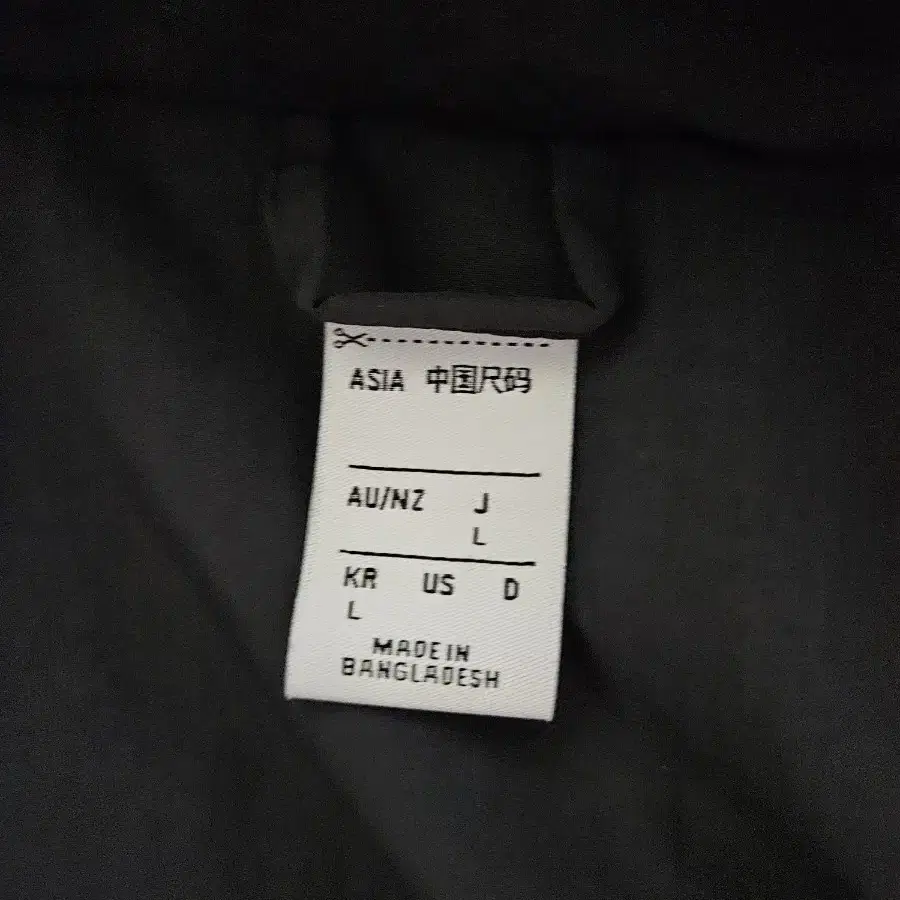 ASIA 中国尺码
AU/NZ J
L
KR US D
L
MADE IN
BANGLADESH